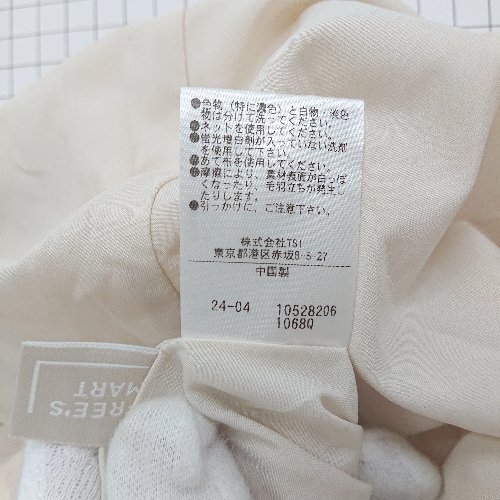 ●色物（特に濃色）と白物・淡色
物は分けて洗ってください。
●ネットを使用してください。
●蛍光増白剤が入っていない洗剤
を使用して下さい。
●あて布を使用してください。
●摩擦により、素材表面が白っぽ
くなったり、毛羽立ちが発生し
たりします。
●引っかけに、ご注意下さい。
株式会社TSI
東京都港区赤坂8-5-27
中国製
24-04 10528206
1068Q
REE'S
MART